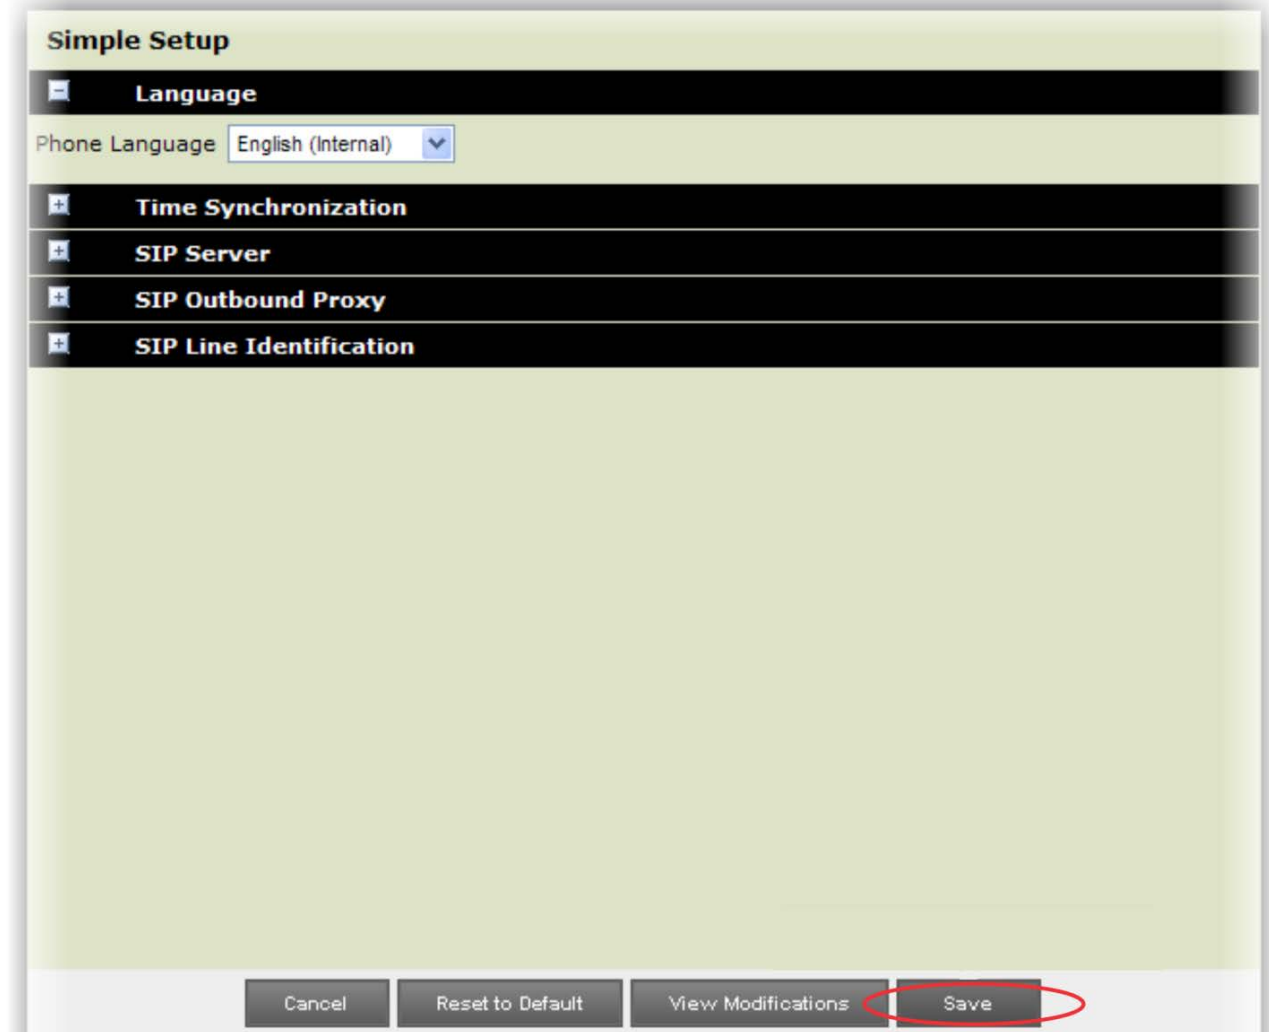 Simple Setup
Language
Phone Language English (Internal)
Time Synchronization
SIP Server
SIP Outbound Proxy
SIP Line Identification
Cancel Reset to Default View Modifications Save